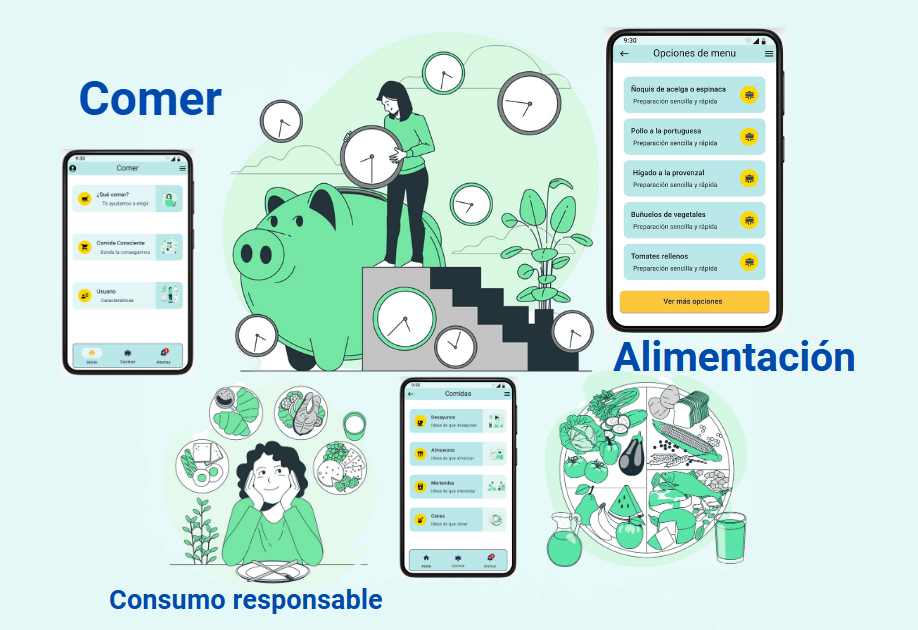 Comer
9:30
Comer
¿Qué comer?
Te ayudamos a elegir
Comida Consciente
Donde la conseguimos
Usuario
Características
Inicio
Cocinar
Alertas
9:30
Opciones de menu
Ñoquis de acelga o espinaca
Preparación sencilla y rápida
Pollo a la portuguesa
Preparación sencilla y rápida
Higado a la provenzal
Preparación sencilla y rápida
Buñuelos de vegetales
Preparación sencilla y rápida
Tomates rellenos
Preparación sencilla y rápida
Ver más opciones
Alimentación
9:30
Comidas
Desayunos
Ideas de que desayunar
Almuerzos
Ideas de que almorzar
Meriendas
Ideas de que merendar
Cenas
Ideas de que cenar
Inicio
Cocinar
Alertas
Consumo responsable